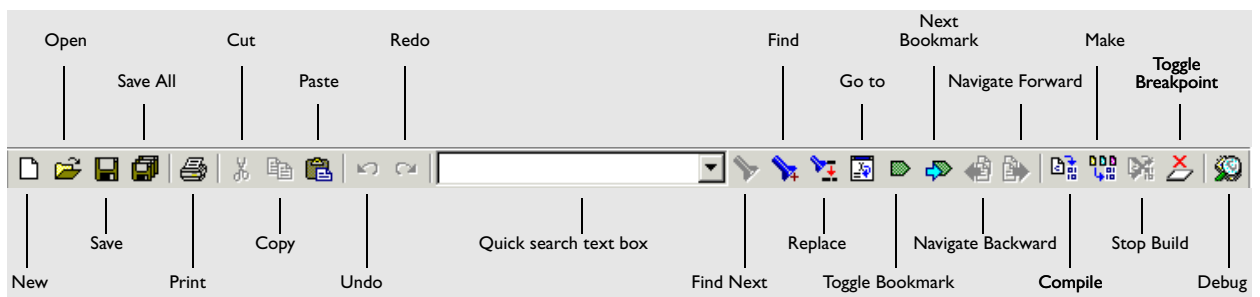 Next
Open Cut Redo Find Bookmark Make
Toggle
Save All Paste Go to Navigate Forward Breakpoint
Save Copy Quick search text box Replace Navigate Backward Stop Build
New Print Undo Find Next Toggle Bookmark Compile Debug